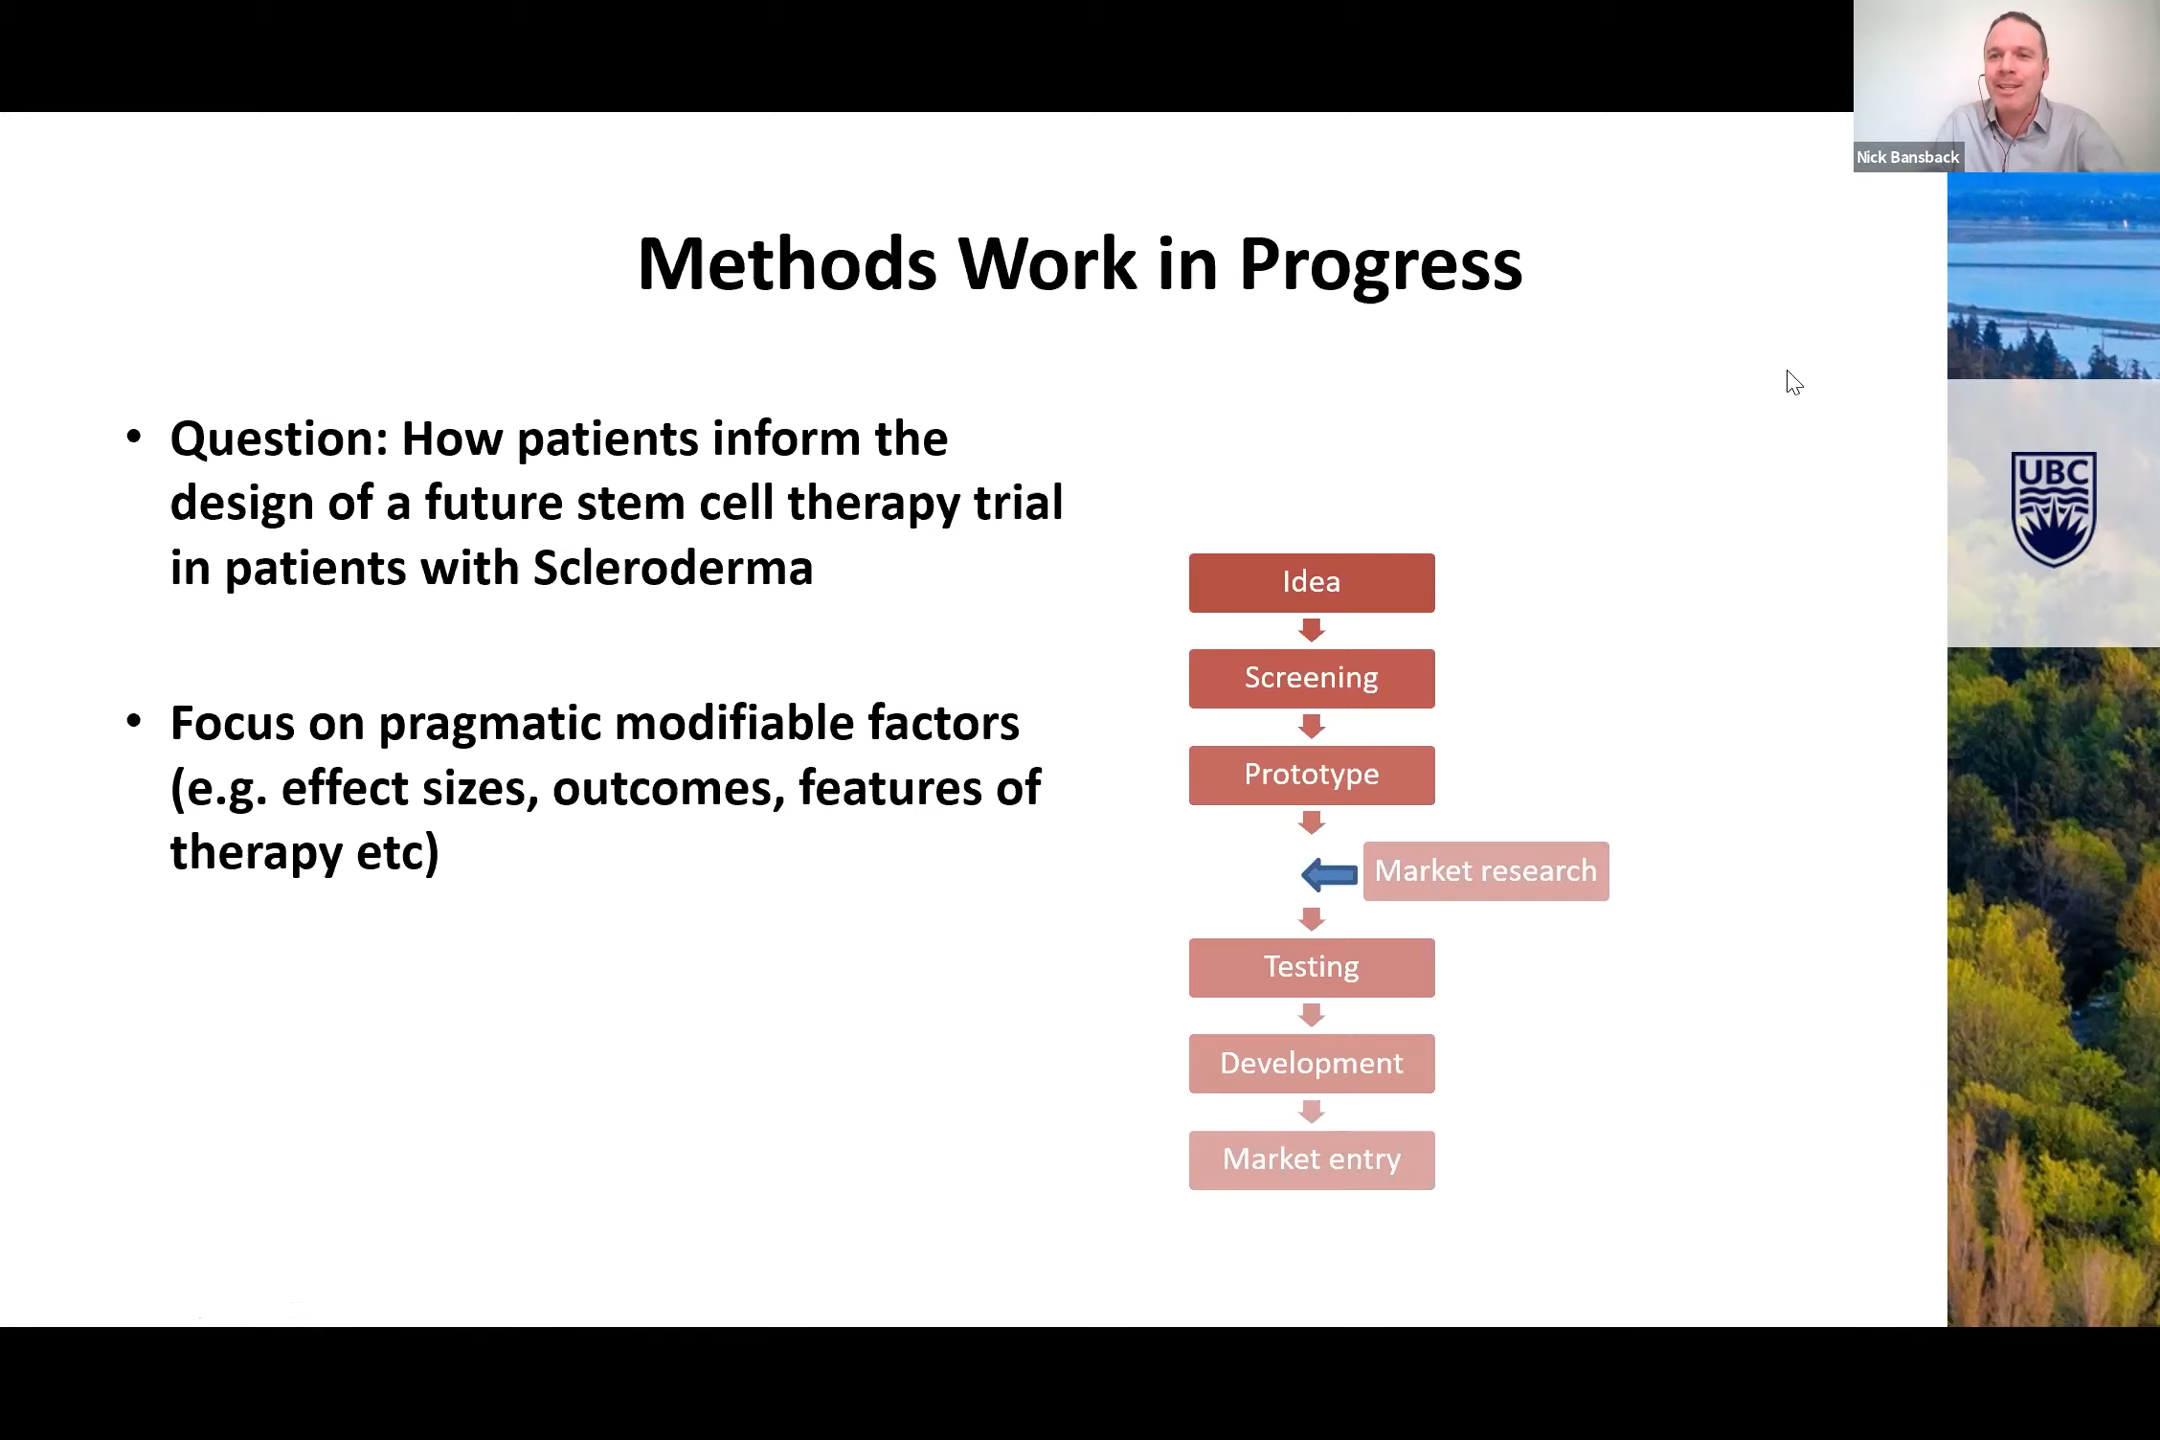 Nick Bansback
Methods Work in Progress
UBC
• Question: How patients inform the
design of a future stem cell therapy trial
in patients with Scleroderma
• Focus on pragmatic modifiable factors
(e.g. effect sizes, outcomes, features of
therapy etc)
Idea
Screening
Prototype
Market research
Testing
Development
Market entry